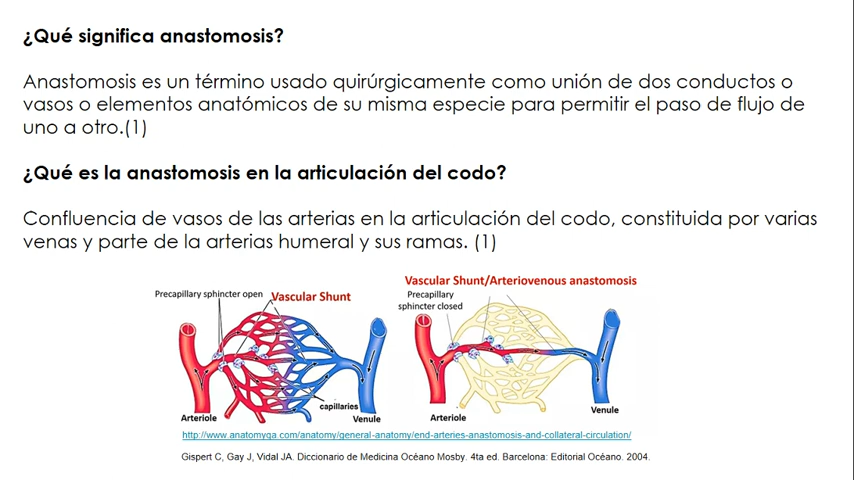 ¿Qué significa anastomosis?
Anastomosis es un término usado quirúrgicamente como unión de dos conductos o
vasos o elementos anatómicos de su misma especie para permitir el paso de flujo de
uno a otro.(1)
¿Qué es la anastomosis en la articulación del codo?
Confluencia de vasos de las arterias en la articulación del codo, constituida por varias
venas y parte de la arterias humeral y sus ramas. (1)
Precapillary sphincter open
Vascular Shunt
capillaries
Arteriole
Venule
Vascular Shunt/Arteriovenous anastomosis
Precapillary
sphincter closed
Arteriole
Venule
http://www.anatomyqa.com/anatomy/general-anatomy/end-arteries-anastomosis-and-collateral-circulation/
Gispert C, Gay J, Vidal JA. Diccionario de Medicina Océano Mosby. 4ta ed. Barcelona: Editorial Océano. 2004.